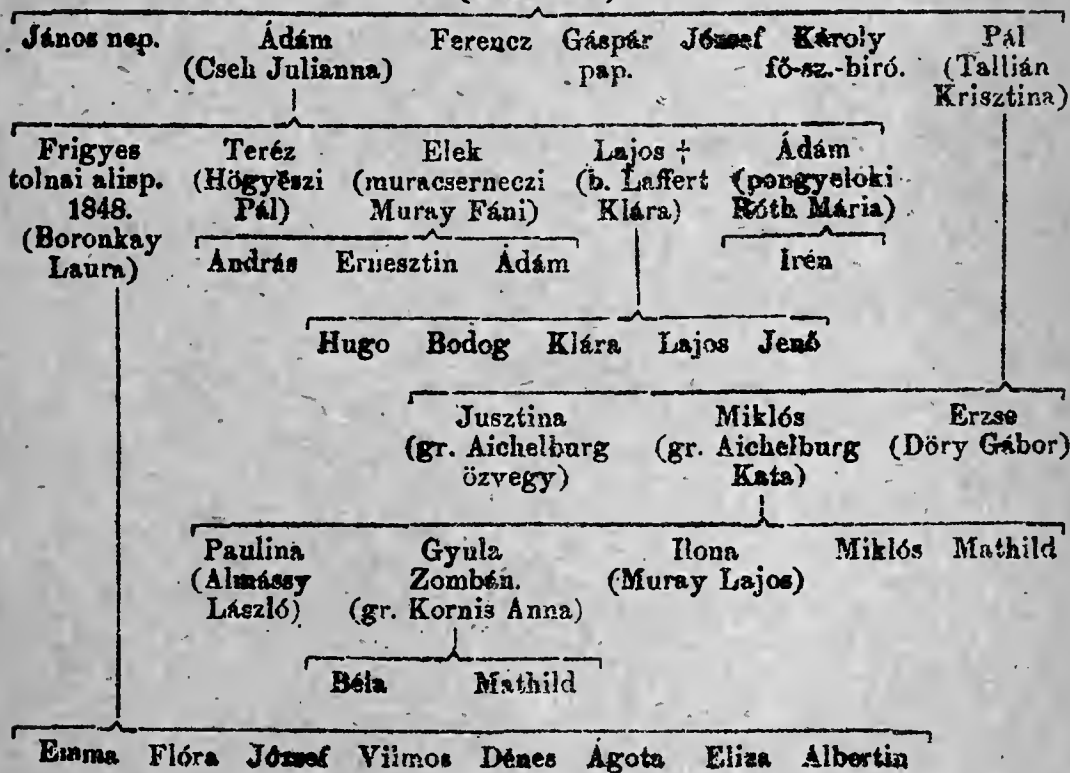 János nep. Ádám Ferencz Gáspár József Károly Pál
(Cseh Julianna) pap. fő-sz.-biró. (Tallián
Krisztina)
Frigyes Teréz Elek Lajos † Ádám
tolnai alisp. (Högyészi (muracserneczi (b. Laffert (pongyeloki
1848. Pál) Muray Fáni) Klára) Róth Mária)
(Boronkay
Laura) András Ernesztin Ádám Irén
Hugo Bodog Klára Lajos Jenő
Jusztina Miklós Erzse
(gr. Aichelburg (gr. Aichelburg (Döry Gábor)
özvegy) Kata)
Paulina Gyula Ilona Miklós Mathild
(Almássy Zombán. (Muray Lajos)
László) (gr. Kornis Anna)
Béla Mathild
Emma Flóra József Vilmos Dénes Ágota Eliza Albertin